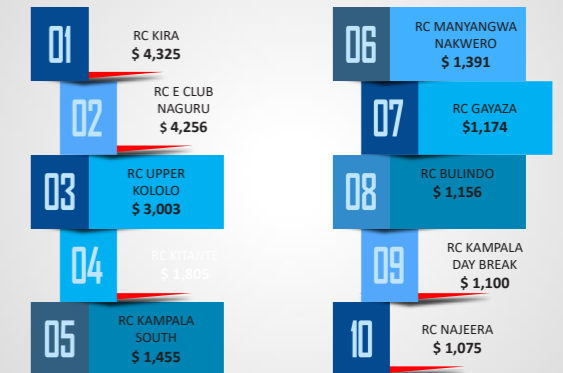 01
RC KIRA
$ 4,325
02
RC E CLUB
NAGURU
$ 4,256
03
RC UPPER
KOLOLO
$ 3,003
04
RC KITANTE
$ 1,805
05
RC KAMPALA
SOUTH
$ 1,455
06
RC MANYANGWA
NAKWERO
$ 1,391
07
RC GAYAZA
$1,174
08
RC BULINDO
$ 1,156
09
RC KAMPALA
DAY BREAK
$ 1,100
10
RC NAJEERA
$ 1,075